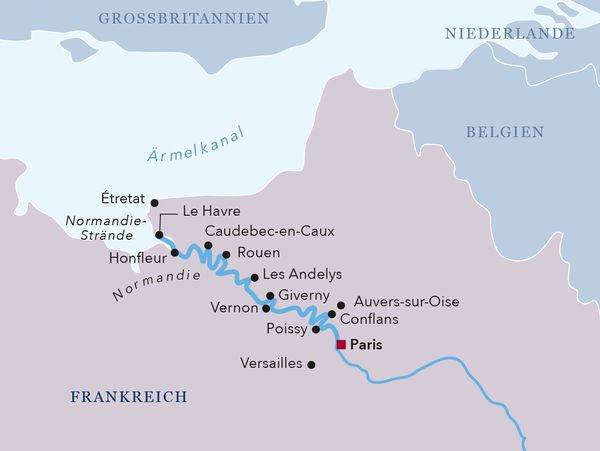 GROSSBRITANNIEN
NIEDERLANDE
BELGIEN
Ärmelkanal
Étretat
Le Havre
Normandie-
Strände
Caudebec-en-Caux
Honfleur
Rouen
Normandie
Les Andelys
Giverny
Auvers-sur-Oise
Vernon
Conflans
Poissy
Paris
Versailles
FRANKREICH